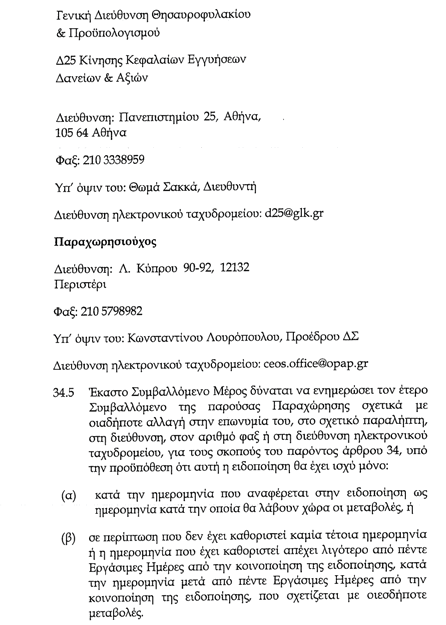 Γενική Διεύθυνση Θησαυροφυλακίου
& Προϋπολογισμού
Δ25 Κίνησης Κεφαλαίων Εγγυήσεων
Δανείων & Αξιών
Διεύθυνση: Πανεπιστημίου 25, Αθήνα,
105 64 Αθήνα
Φαξ: 210 3338959
Υπ' όψιν του: Θωμά Σακκά, Διευθυντή
Διεύθυνση ηλεκτρονικού ταχυδρομείου: d25@glk.gr
Παραχωρησιούχος
Διεύθυνση: Λ. Κύπρου 90-92, 12132
Περιστέρι
Φαξ: 210 5798982
Υπ' όψιν του: Κωνσταντίνου Λουρόπουλου, Προέδρου ΔΣ
Διεύθυνση ηλεκτρονικού ταχυδρομείου: ceos.office@opap.gr
34.5 Έκαστο Συμβαλλόμενο Μέρος δύναται να ενημερώσει τον έτερο
Συμβαλλόμενο της παρούσας Παραχώρησης σχετικά με
οιαδήποτε αλλαγή στην επωνυμία του, στο σχετικό παραλήπτη,
στη διεύθυνση, στον αριθμό φαξ ή στη διεύθυνση ηλεκτρονικού
ταχυδρομείου, για τους σκοπούς του παρόντος άρθρου 34, υπό
την προϋπόθεση ότι αυτή η ειδοποίηση θα έχει ισχύ μόνο:
(α) κατά την ημερομηνία που αναφέρεται στην ειδοποίηση ως
ημερομηνία κατά την οποία θα λάβουν χώρα οι μεταβολές, ή
(β) σε περίπτωση που δεν έχει καθοριστεί καμία τέτοια ημερομηνία
ή η ημερομηνία που έχει καθοριστεί απέχει λιγότερο από πέντε
Εργάσιμες Ημέρες από την κοινοποίηση της ειδοποίησης, κατά
την ημερομηνία μετά από πέντε Εργάσιμες Ημέρες από την
κοινοποίηση της ειδοποίησης, που σχετίζεται με οιεσδήποτε
μεταβολές.